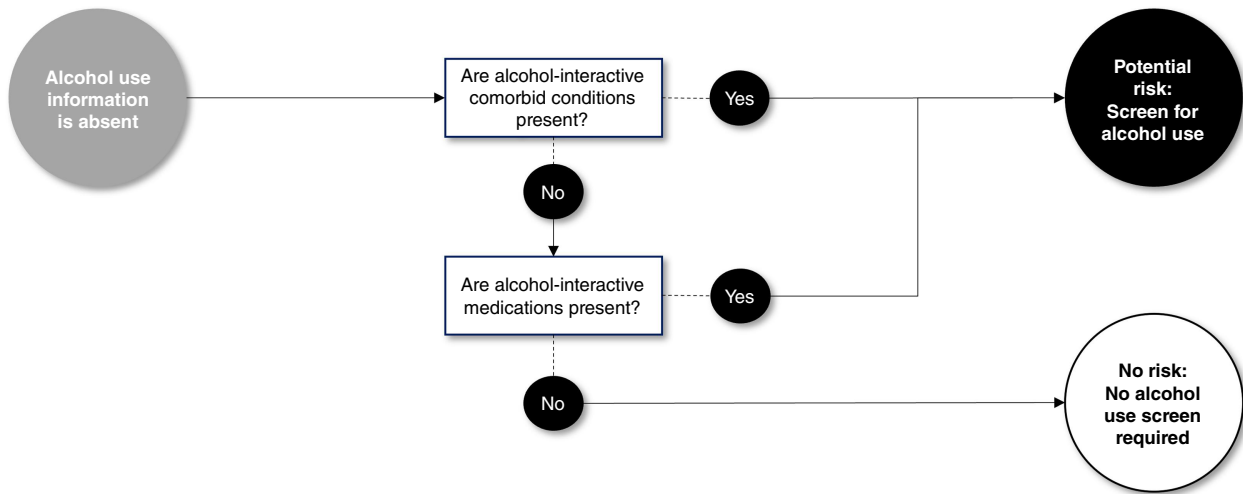 Alcohol use
information
is absent
Are alcohol-interactive
comorbid conditions
present?
Yes
Potential
risk:
Screen for
alcohol use
No
Are alcohol-interactive
medications present?
Yes
No
No risk:
No alcohol
use screen
required